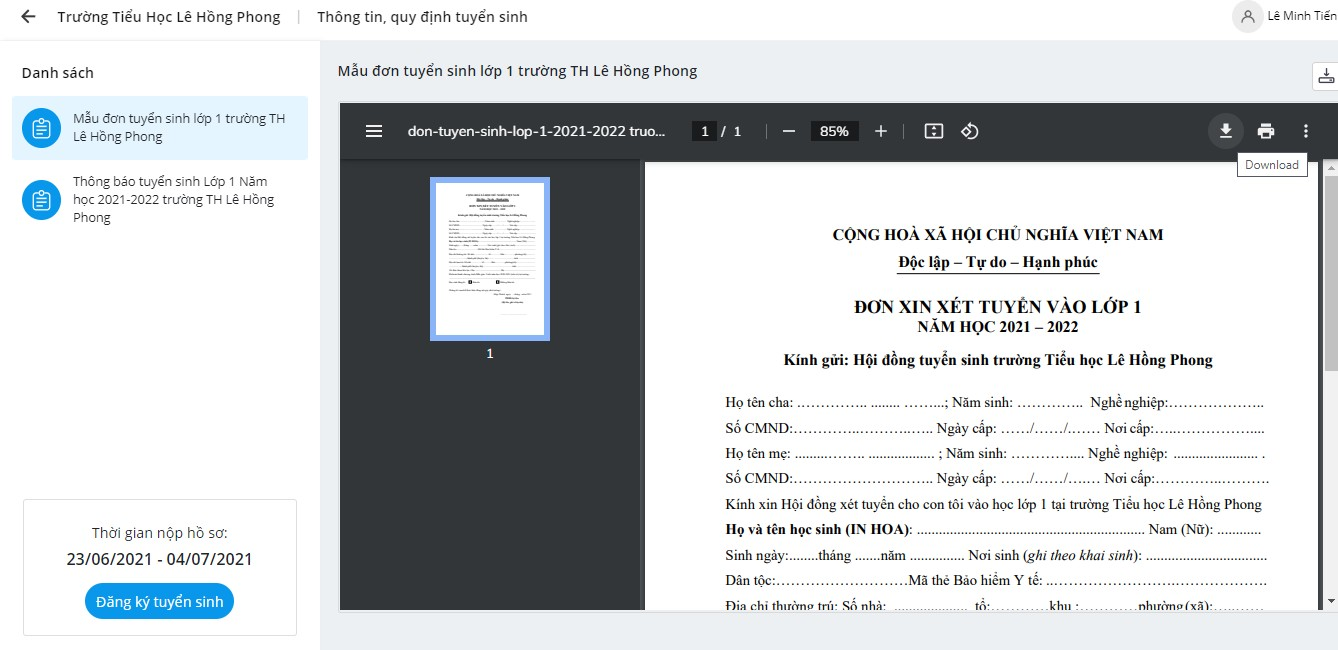 Trường Tiểu Học Lê Hồng Phong | Thông tin, quy định tuyển sinh
Lê Minh Tiến
Danh sách
Mẫu đơn tuyển sinh lớp 1 trường TH
Lê Hồng Phong
Thông báo tuyển sinh Lớp 1 Năm
học 2021-2022 trường TH Lê Hồng
Phong
Thời gian nộp hồ sơ:
23/06/2021 - 04/07/2021
Đăng ký tuyển sinh
Mẫu đơn tuyển sinh lớp 1 trường TH Lê Hồng Phong
don-tuyen-sinh-lop-1-2021-2022 truo... 1 / 1 85%
Download
1
CỘNG HOÀ XÃ HỘI CHỦ NGHĨA VIỆT NAM
Độc lập – Tự do – Hạnh phúc
ĐƠN XIN XÉT TUYỂN VÀO LỚP 1
NĂM HỌC 2021 – 2022
Kính gửi: Hội đồng tuyển sinh trường Tiểu học Lê Hồng Phong
Họ tên cha: ………….. ........ ……...; Năm sinh: ………….. Nghề nghiệp:………………..
Số CMND:………….………..….. Ngày cấp: ……/……/……. Nơi cấp:…..……………....
Họ tên mẹ: .........…….. .................. ; Năm sinh: ………….... Nghề nghiệp: ....................... .
Số CMND:……………………….. Ngày cấp: ……/……/……. Nơi cấp:…………..……….
Kính xin Hội đồng xét tuyển cho con tôi vào học lớp 1 tại trường Tiểu học Lê Hồng Phong
Họ và tên học sinh (IN HOA): .............................................................. Nam (Nữ): ............
Sinh ngày:........tháng .......năm ............... Nơi sinh (ghi theo khai sinh): .................................
Dân tộc:………………………Mã thẻ Bảo hiểm Y tế: ...…………………….……………….
Địa chỉ thường trú: Số nhà: .................... tổ:…………khu :…………phường (xã):…..……